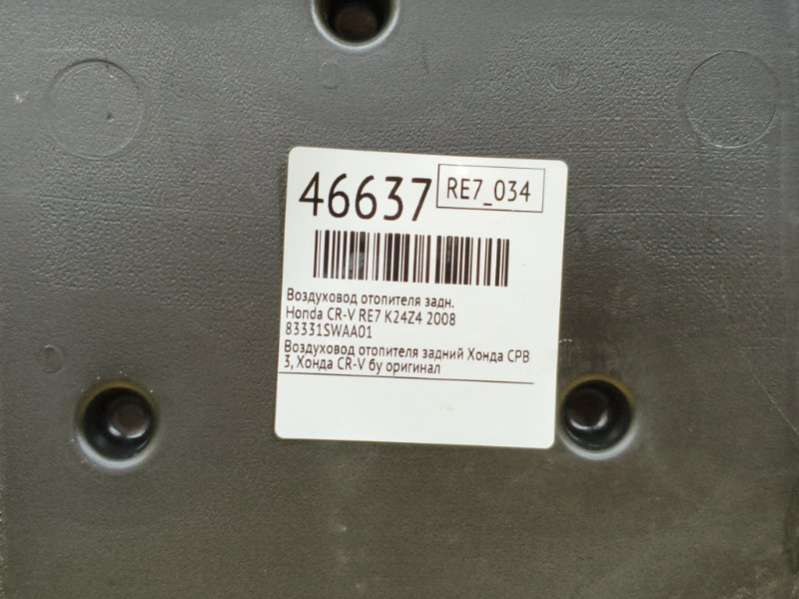 46637 RE7_034
Воздуховод отопителя задн.
Honda CR-V RE7 K24Z4 2008
83331SWAA01
Воздуховод отопителя задний Хонда СРВ
3, Хонда CR-V бу оригинал